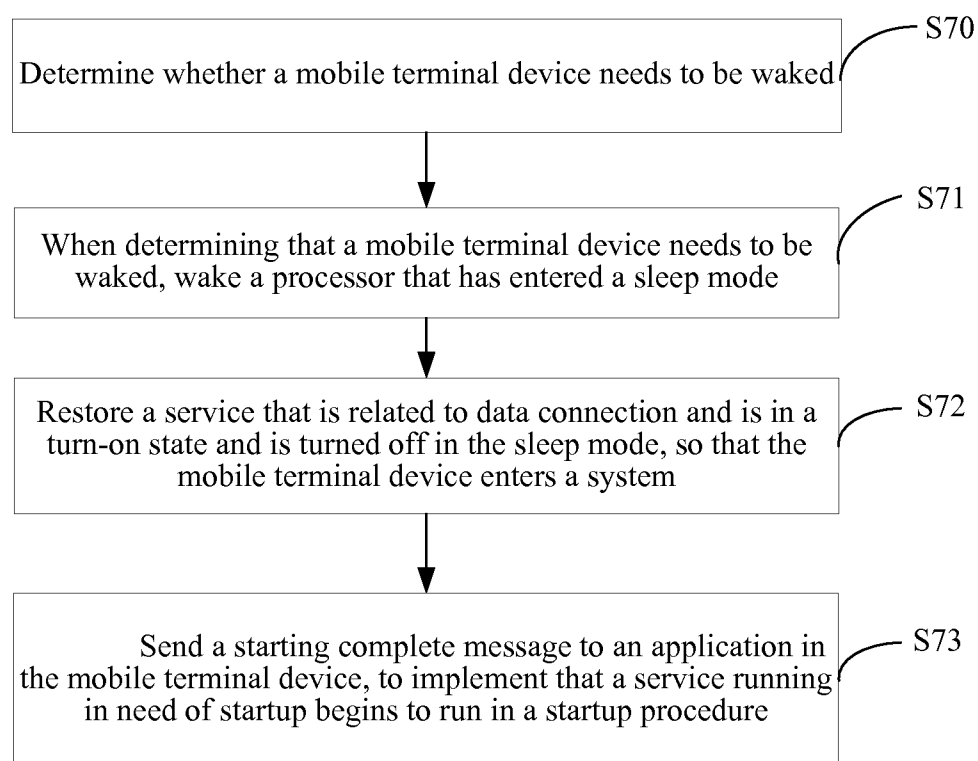 S70
Determine whether a mobile terminal device needs to be waked
S71
When determining that a mobile terminal device needs to be
waked, wake a processor that has entered a sleep mode
S72
Restore a service that is related to data connection and is in a
turn-on state and is turned off in the sleep mode, so that the
mobile terminal device enters a system
S73
Send a starting complete message to an application in
the mobile terminal device, to implement that a service running
in need of startup begins to run in a startup procedure